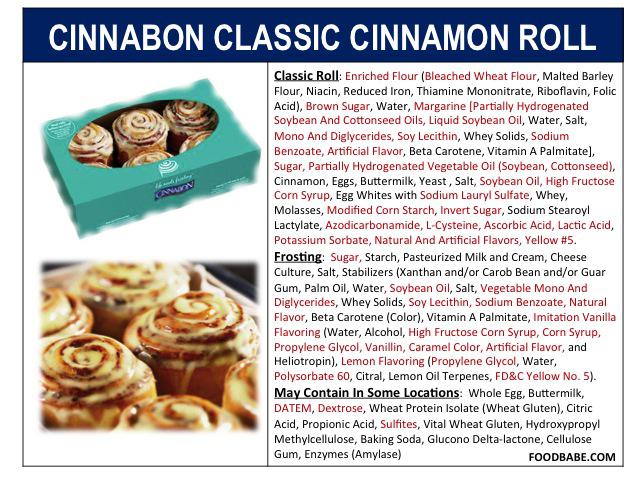 CINNABON CLASSIC CINNAMON ROLL
life needs frosting
CINNABON
Classic Roll: Enriched Flour (Bleached Wheat Flour, Malted Barley
Flour, Niacin, Reduced Iron, Thiamine Mononitrate, Riboflavin, Folic
Acid), Brown Sugar, Water, Margarine [Partially Hydrogenated
Soybean And Cottonseed Oils, Liquid Soybean Oil, Water, Salt,
Mono And Diglycerides, Soy Lecithin, Whey Solids, Sodium
Benzoate, Artificial Flavor, Beta Carotene, Vitamin A Palmitate],
Sugar, Partially Hydrogenated Vegetable Oil (Soybean, Cottonseed),
Cinnamon, Eggs, Buttermilk, Yeast , Salt, Soybean Oil, High Fructose
Corn Syrup, Egg Whites with Sodium Lauryl Sulfate, Whey,
Molasses, Modified Corn Starch, Invert Sugar, Sodium Stearoyl
Lactylate, Azodicarbonamide, L-Cysteine, Ascorbic Acid, Lactic Acid,
Potassium Sorbate, Natural And Artificial Flavors, Yellow #5.
Frosting: Sugar, Starch, Pasteurized Milk and Cream, Cheese
Culture, Salt, Stabilizers (Xanthan and/or Carob Bean and/or Guar
Gum, Palm Oil, Water, Soybean Oil, Salt, Vegetable Mono And
Diglycerides, Whey Solids, Soy Lecithin, Sodium Benzoate, Natural
Flavor, Beta Carotene (Color), Vitamin A Palmitate, Imitation Vanilla
Flavoring (Water, Alcohol, High Fructose Corn Syrup, Corn Syrup,
Propylene Glycol, Vanillin, Caramel Color, Artificial Flavor, and
Heliotropin), Lemon Flavoring (Propylene Glycol, Water,
Polysorbate 60, Citral, Lemon Oil Terpenes, FD&C Yellow No. 5).
May Contain In Some Locations: Whole Egg, Buttermilk,
DATEM, Dextrose, Wheat Protein Isolate (Wheat Gluten), Citric
Acid, Propionic Acid, Sulfites, Vital Wheat Gluten, Hydroxypropyl
Methylcellulose, Baking Soda, Glucono Delta-lactone, Cellulose
Gum, Enzymes (Amylase)
FOODBABE.COM